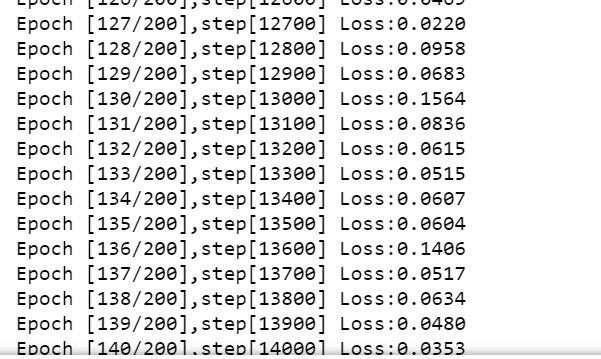 Epoch [126/200],step[12600] Loss:0.0489
Epoch [127/200],step[12700] Loss:0.0220
Epoch [128/200],step[12800] Loss:0.0958
Epoch [129/200],step[12900] Loss:0.0683
Epoch [130/200],step[13000] Loss:0.1564
Epoch [131/200],step[13100] Loss:0.0836
Epoch [132/200],step[13200] Loss:0.0615
Epoch [133/200],step[13300] Loss:0.0515
Epoch [134/200],step[13400] Loss:0.0607
Epoch [135/200],step[13500] Loss:0.0604
Epoch [136/200],step[13600] Loss:0.1406
Epoch [137/200],step[13700] Loss:0.0517
Epoch [138/200],step[13800] Loss:0.0634
Epoch [139/200],step[13900] Loss:0.0480
Epoch [140/200],step[14000] Loss:0.0353